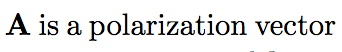 A is a polarization vector